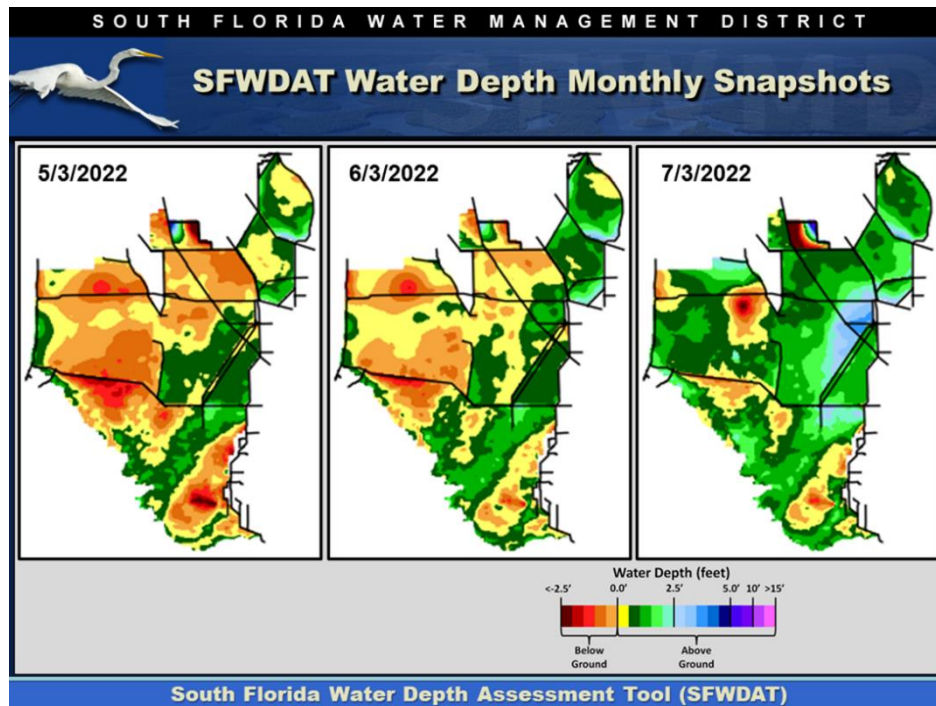 SOUTH FLORIDA WATER MANAGEMENT DISTRICT
SFWDAT Water Depth Monthly Snapshots
5/3/2022
6/3/2022
7/3/2022
Water Depth (feet)
<-2.5' 0.0' 2.5' 5.0' 10' >15'
Below Above
Ground Ground
South Florida Water Depth Assessment Tool (SFWDAT)